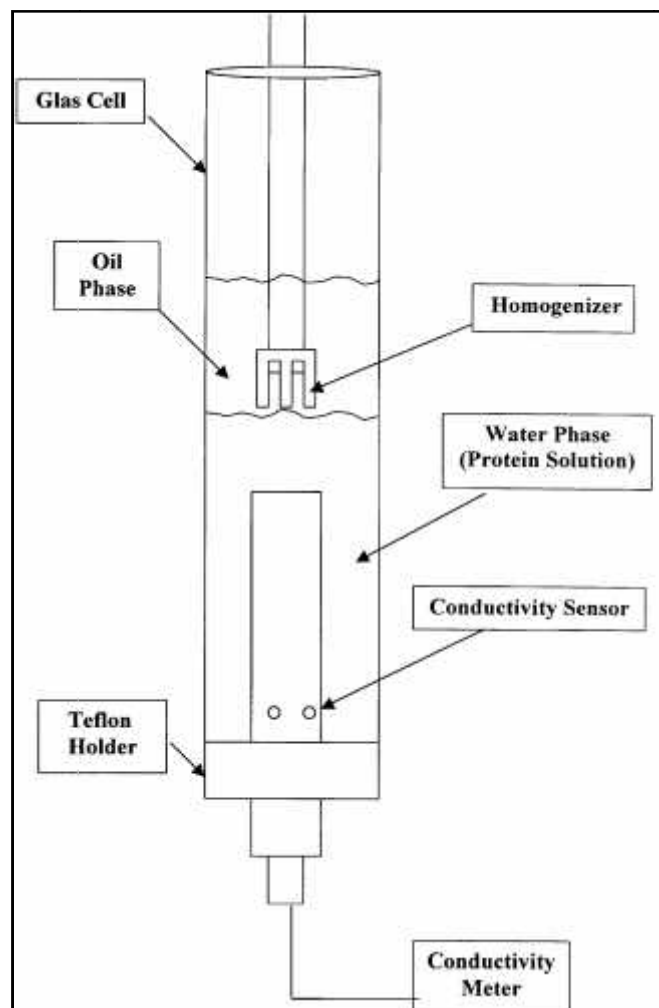 Glas Cell
Oil
Phase
Homogenizer
Water Phase
(Protein Solution)
Conductivity Sensor
Teflon
Holder
Conductivity
Meter